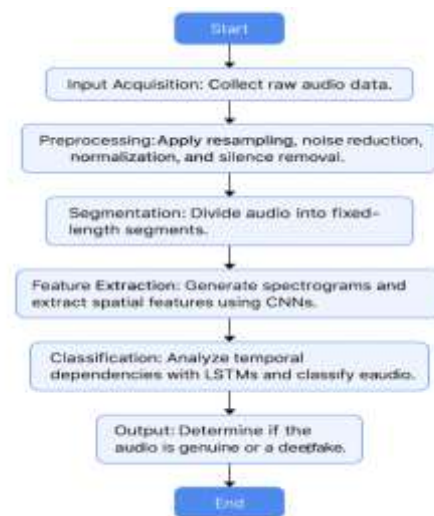 Start
Input Acquisition: Collect raw audio data.
Preprocessing: Apply resampling, noise reduction,
normalization, and silence removal.
Segmentation: Divide audio into fixed-
length segments.
Feature Extraction: Generate spectrograms and
extract spatial features using CNNs.
Classification: Analyze temporal
dependencies with LSTMs and classify eaudio.
Output: Determine if the
audio is genuine or a deepfake.
End